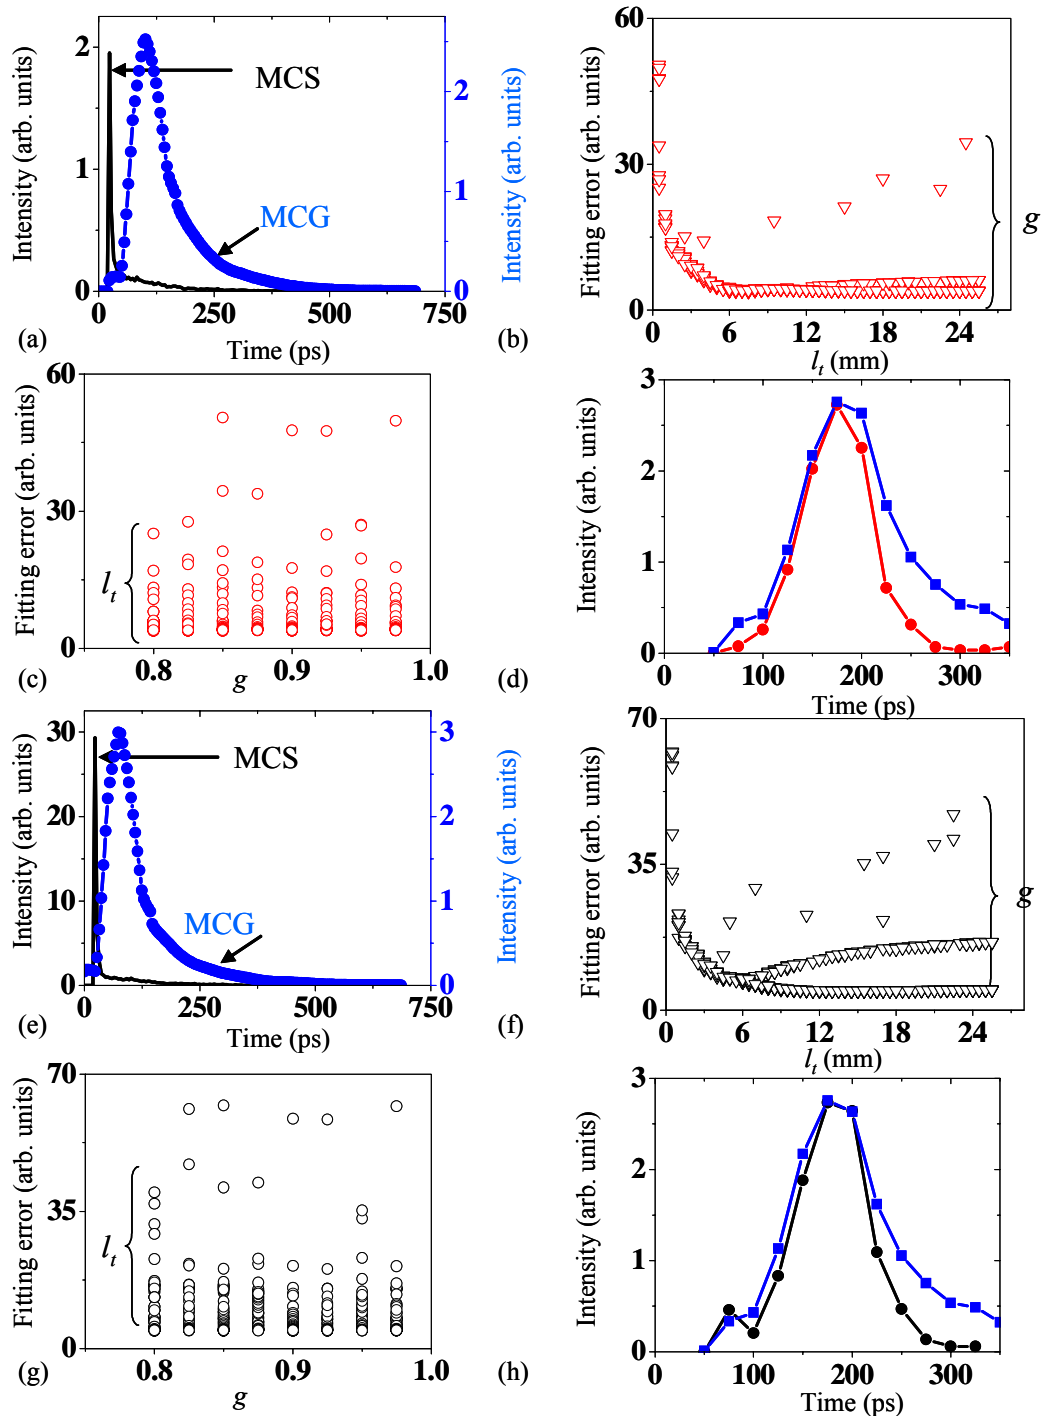 Intensity (arb. units)
2
1
0
MCS
MCG
2
1
0
Intensity (arb. units)
0 250 500 750
Time (ps)
(a)
Fitting error (arb. units)
60
30
0
g
0 6 12 18 24
l_t (mm)
(b)
Fitting error (arb. units)
60
30
0
l_t
0.8 0.9 1.0
g
(c)
Intensity (arb. units)
3
2
1
0
0 100 200 300
Time (ps)
(d)
Intensity (arb. units)
30
20
10
0
MCS
MCG
3
2
1
0
Intensity (arb. units)
0 250 500 750
Time (ps)
(e)
Fitting error (arb. units)
70
35
0
g
0 6 12 18 24
l_t (mm)
(f)
Fitting error (arb. units)
70
35
0
l_t
0.8 0.9 1.0
g
(g)
Intensity (arb. units)
3
2
1
0
0 100 200 300
Time (ps)
(h)